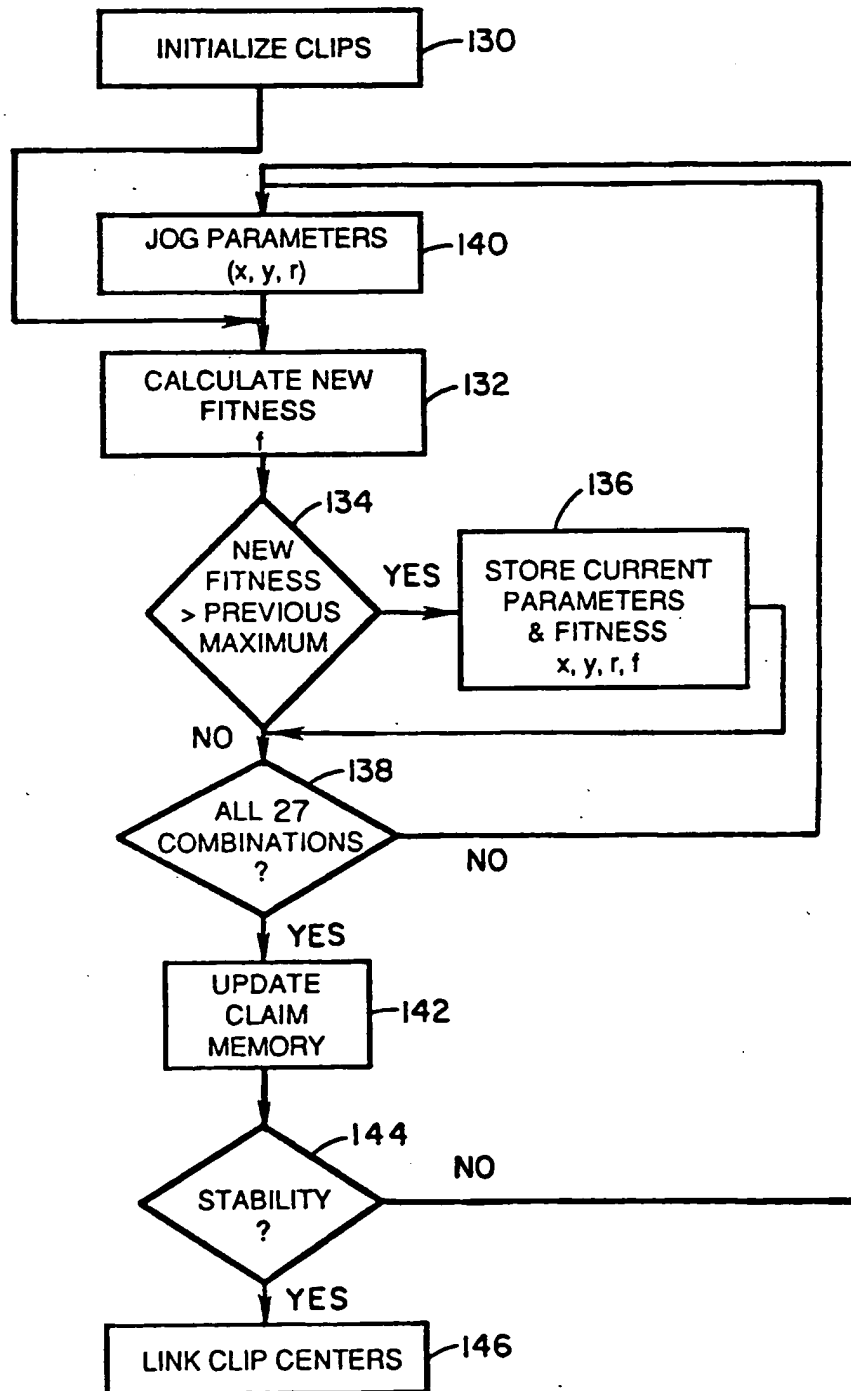 INITIALIZE CLIPS
130
JOG PARAMETERS
(x, y, r)
140
CALCULATE NEW
FITNESS
f
132
134
NEW
FITNESS
> PREVIOUS
MAXIMUM
YES
136
STORE CURRENT
PARAMETERS
& FITNESS
x, y, r, f
NO
138
ALL 27
COMBINATIONS
?
NO
YES
UPDATE
CLAIM
MEMORY
142
144
STABILITY
?
NO
YES
LINK CLIP CENTERS
146